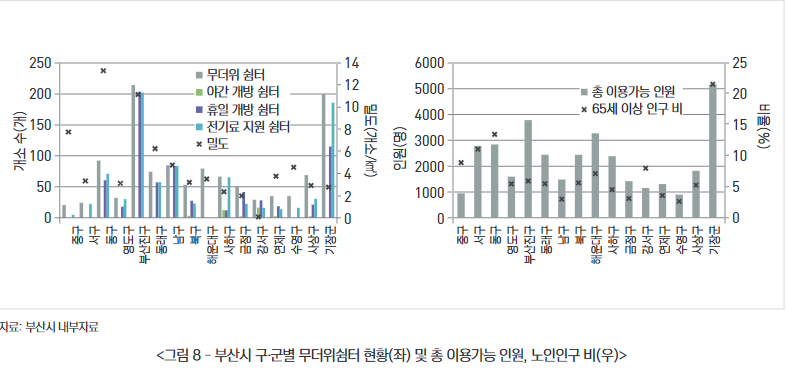 250
200
150
100
50
0
개소 수(개)
14
12
10
8
6
4
2
0
밀도(개소/㎢)
무더위 쉼터
야간 개방 쉼터
휴일 개방 쉼터
전기료 지원 쉼터
밀도
중구
서구
동구
영도구
부산진구
동래구
남구
북구
해운대구
사하구
금정구
강서구
연제구
수영구
사상구
기장군
6000
5000
4000
3000
2000
1000
0
인원(명)
25
20
15
10
5
0
비율(%)
총 이용가능 인원
65세 이상 인구 비
중구
서구
동구
영도구
부산진구
동래구
남구
북구
해운대구
사하구
금정구
강서구
연제구
수영구
사상구
기장군
자료: 부산시 내부자료
<그림 8 - 부산시 구·군별 무더위쉼터 현황(좌) 및 총 이용가능 인원, 노인인구 비(우)>